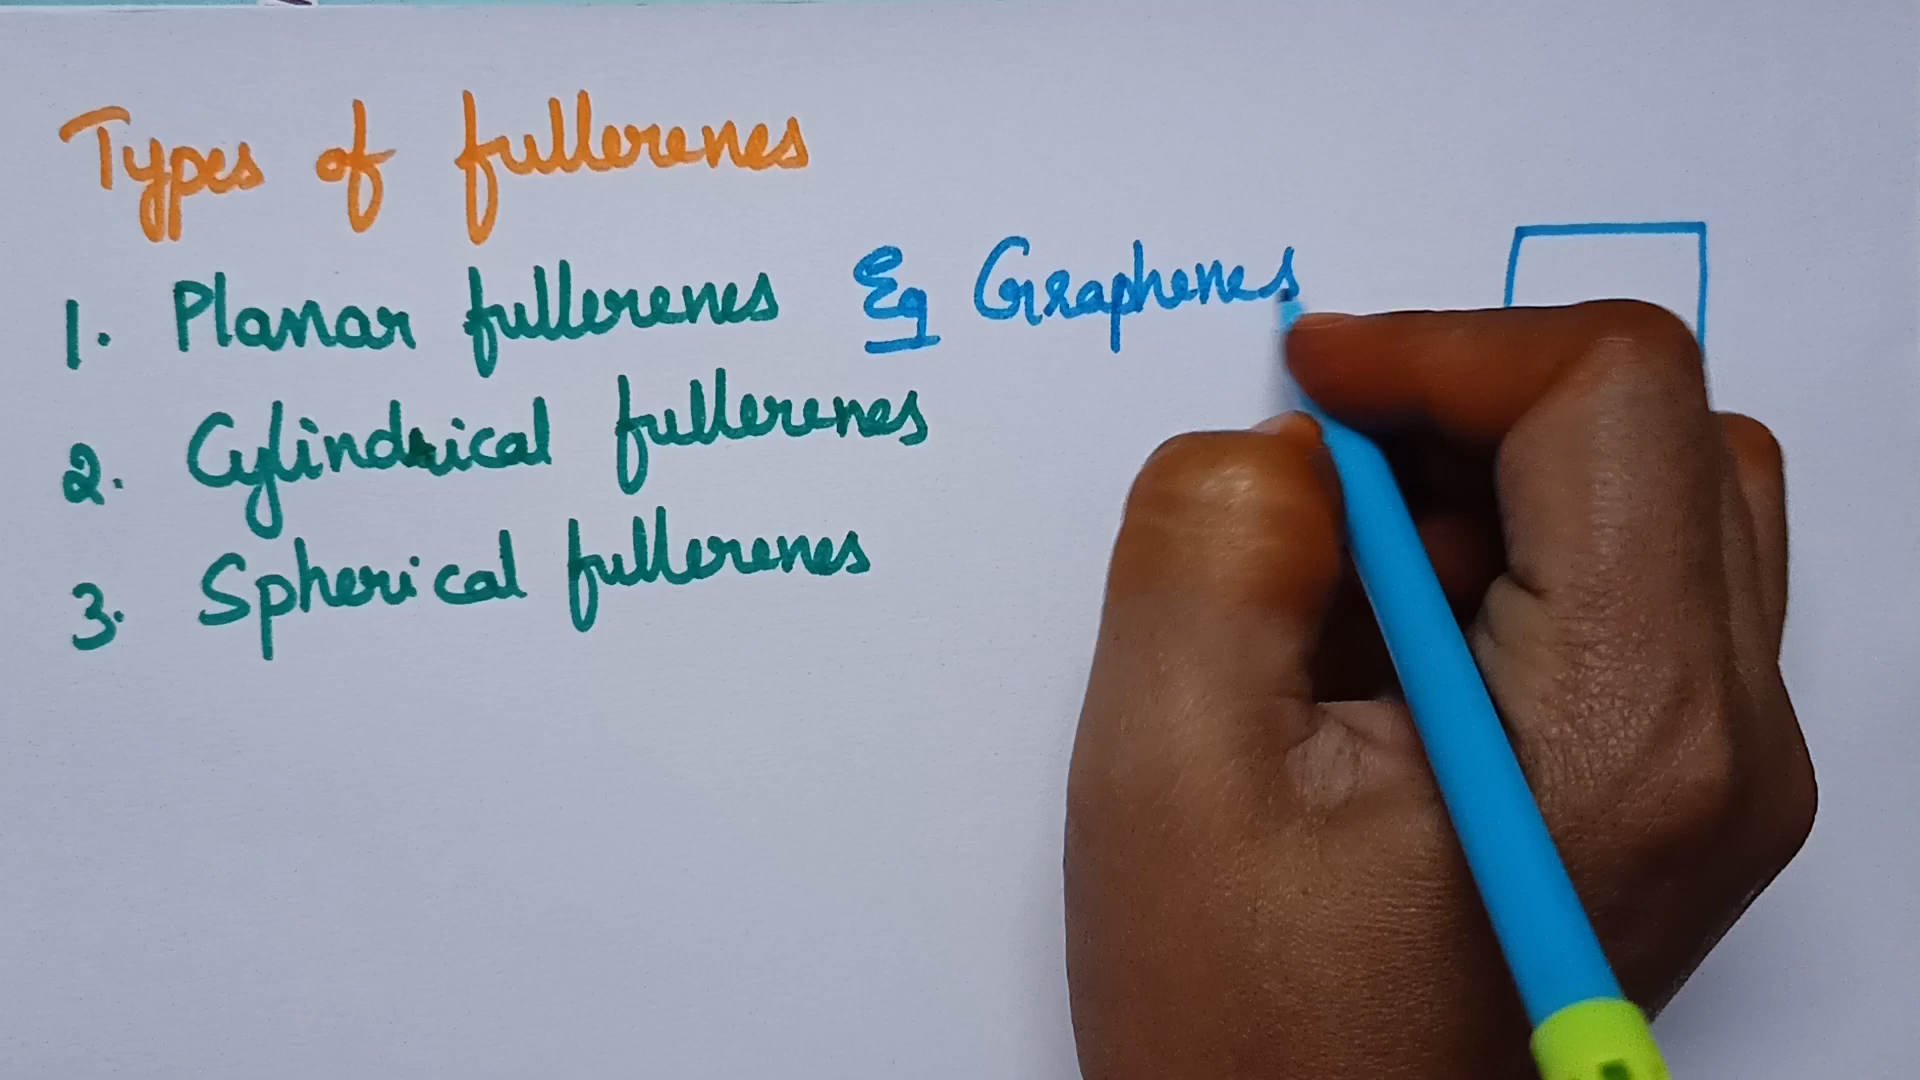 Types of fullerenes
1. Planar fullerenes Eg Graphenes
2. Cylindrical fullerenes
3. Spherical fullerenes